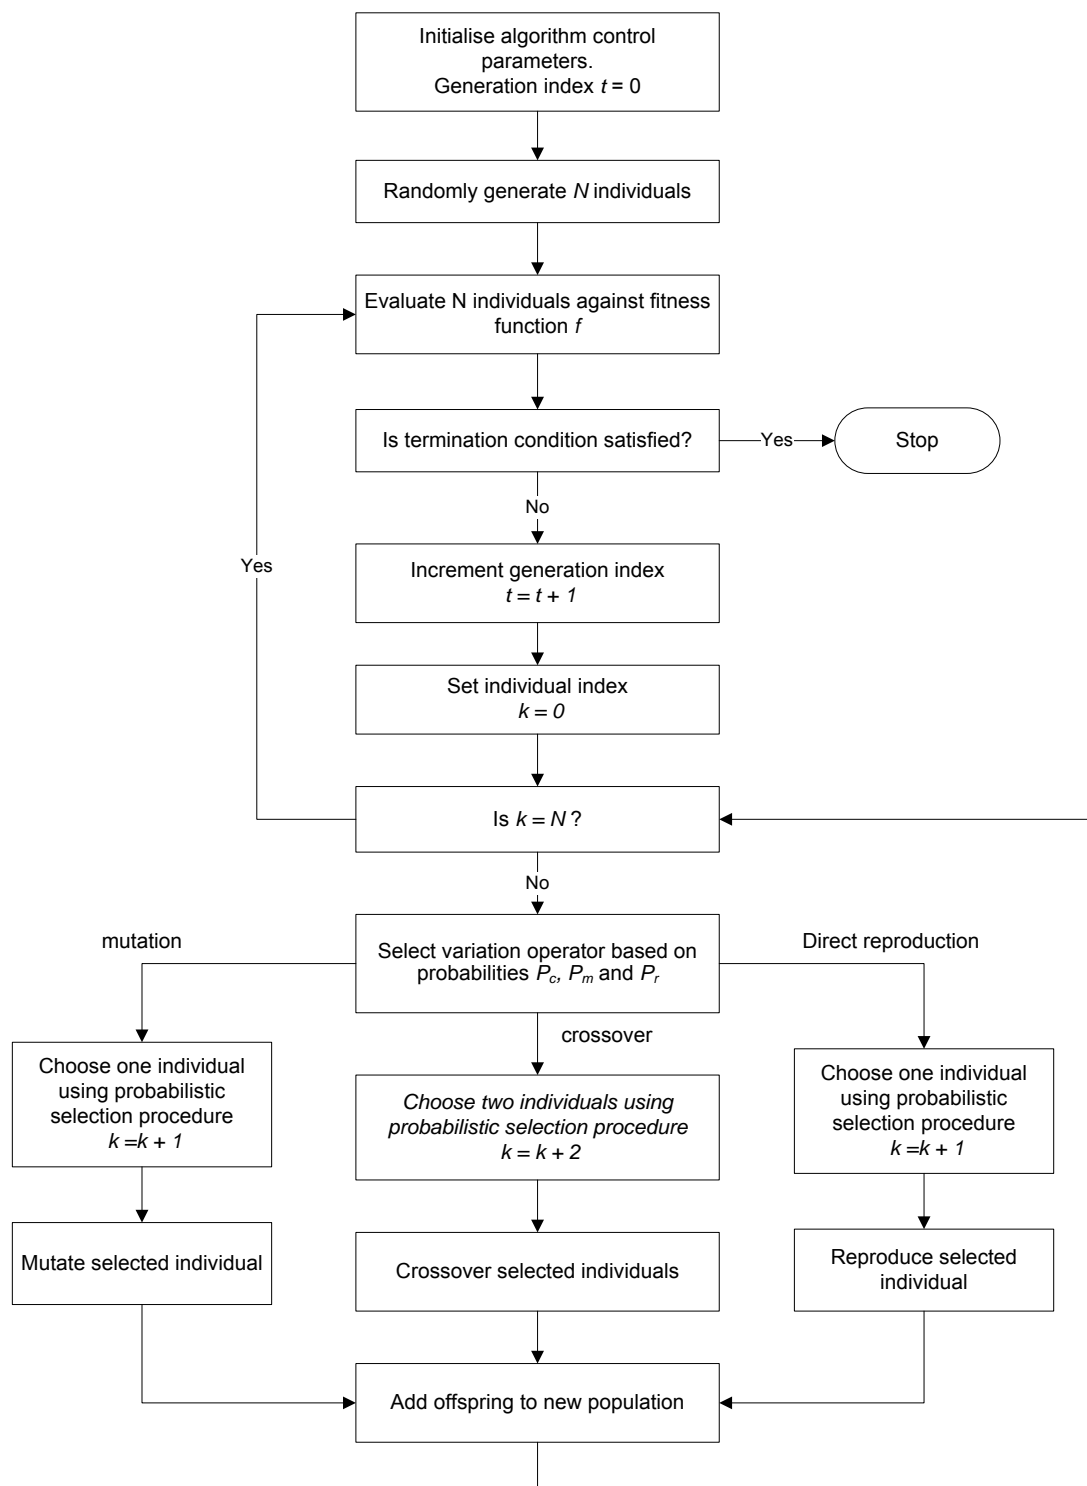 Initialise algorithm control
parameters.
Generation index t = 0
Randomly generate N individuals
Evaluate N individuals against fitness
function f
Is termination condition satisfied?
Yes
Stop
No
Yes
Increment generation index
t = t + 1
Set individual index
k = 0
Is k = N ?
No
mutation
Select variation operator based on
probabilities Pc, Pm and Pr
Direct reproduction
crossover
Choose one individual
using probabilistic
selection procedure
k =k + 1
Choose two individuals using
probabilistic selection procedure
k = k + 2
Choose one individual
using probabilistic
selection procedure
k =k + 1
Mutate selected individual
Crossover selected individuals
Reproduce selected
individual
Add offspring to new population